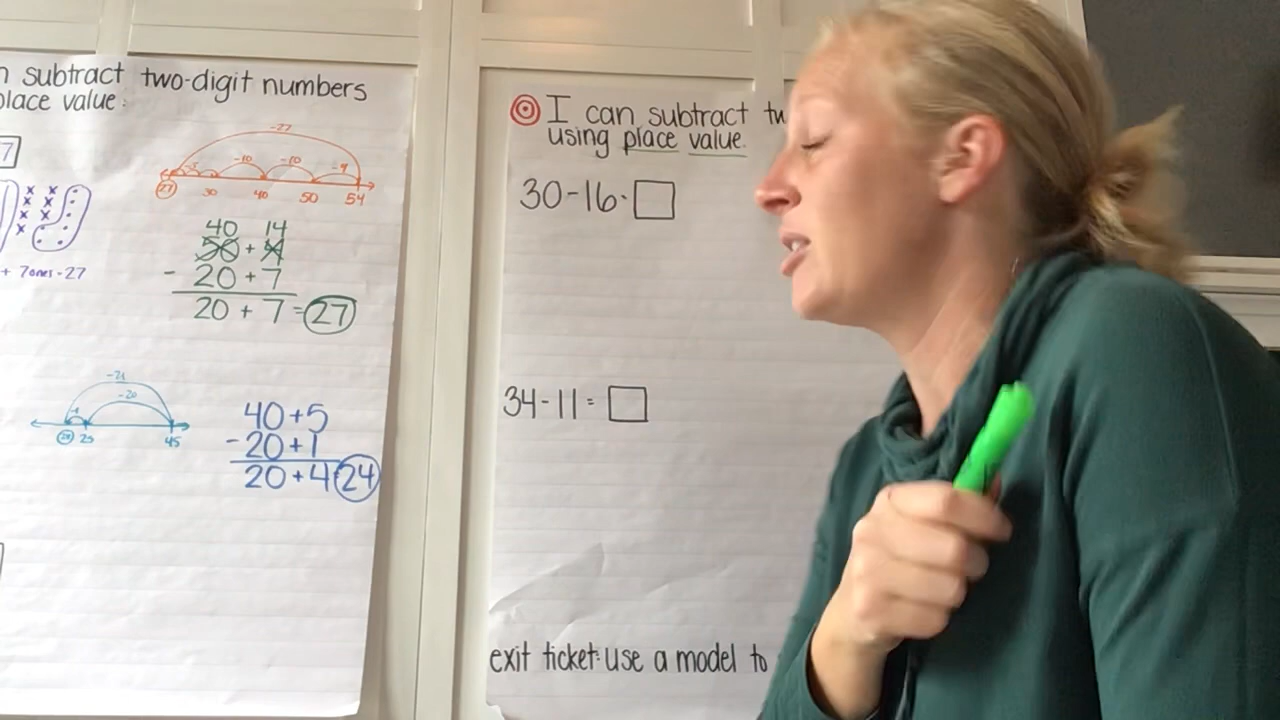 subtract two-digit numbers
place value:
7
-27
-3 -10 -10 -4
27 30 40 50 54
+ 7ones=27
40 14
50 + 4
- 20 + 7
20 + 7 = 27
-21
-20
-1
24 25 45
40+5
-20+1
20+4=24
I can subtract
using place value.
30-16=
34-11=
exit ticket: use a model to